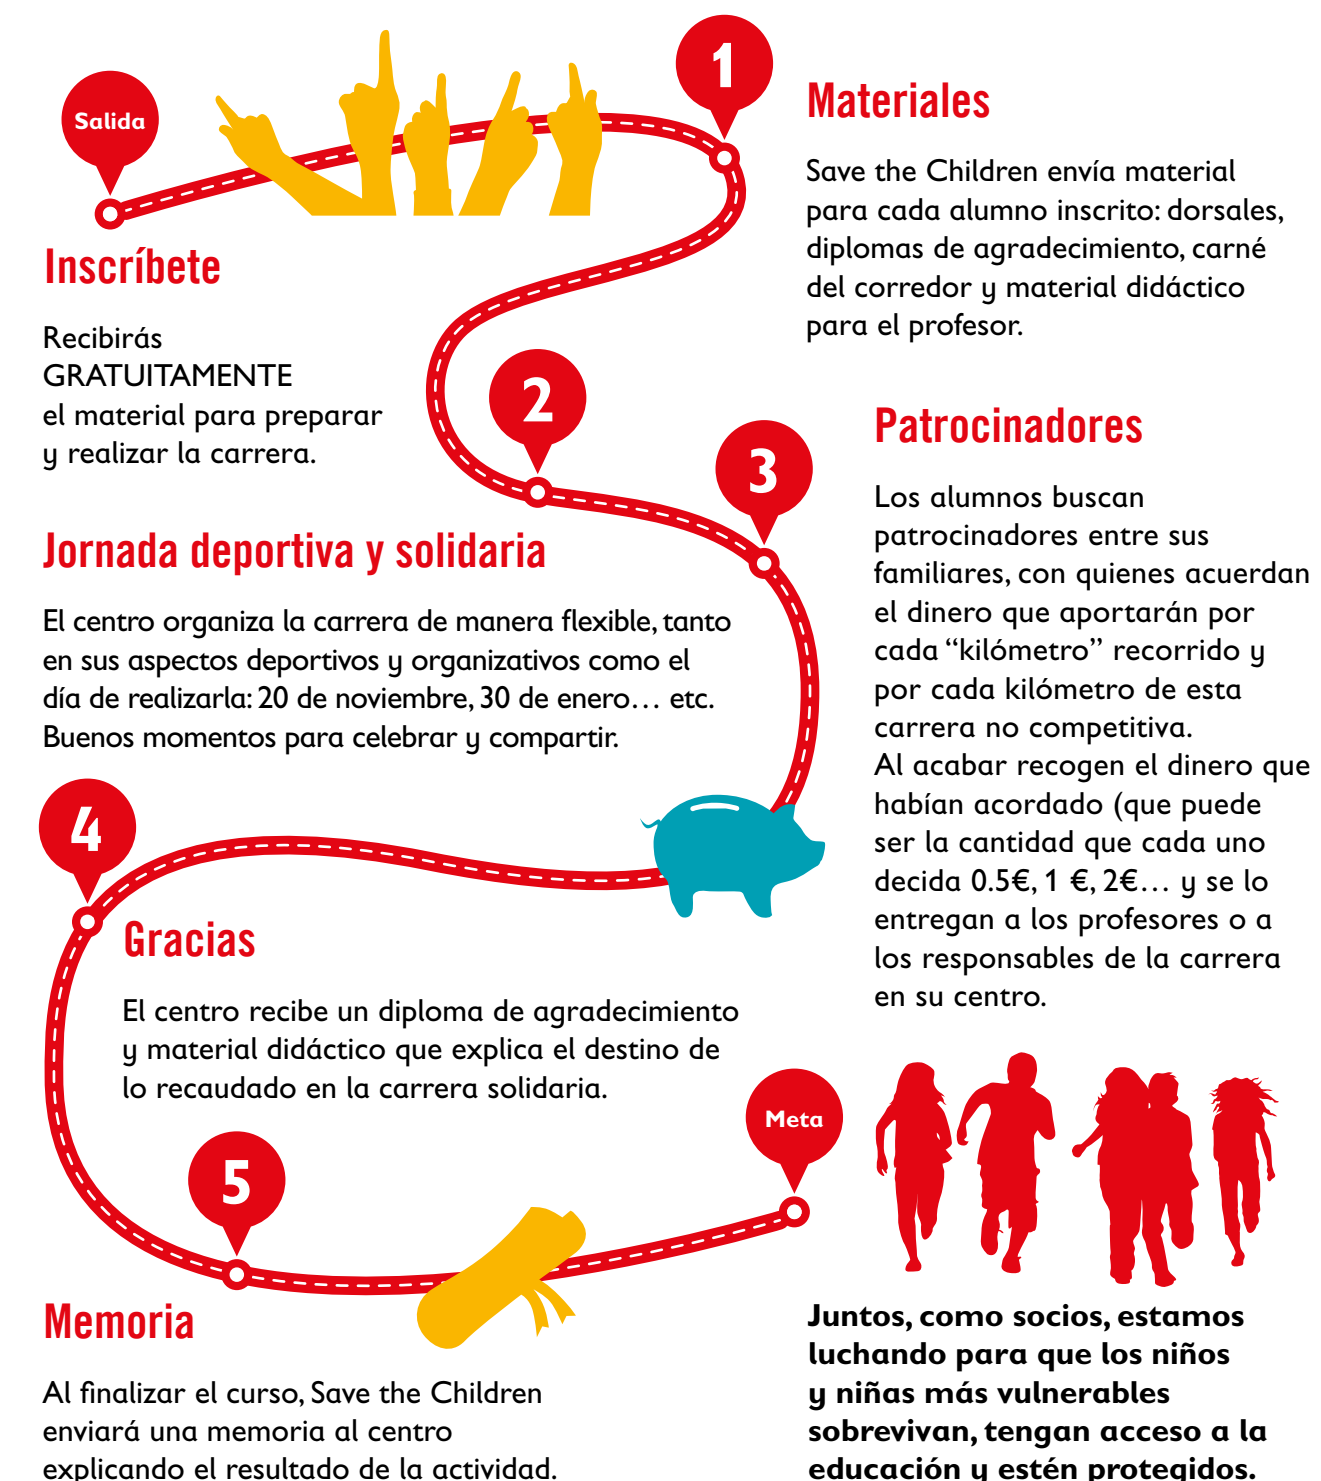 Salida
Inscríbete
Recibirás
GRATUITAMENTE
el material para preparar
y realizar la carrera.
1
Materiales
Save the Children envía material
para cada alumno inscrito: dorsales,
diplomas de agradecimiento, carné
del corredor y material didáctico
para el profesor.
2
Jornada deportiva y solidaria
El centro organiza la carrera de manera flexible, tanto
en sus aspectos deportivos y organizativos como el
día de realizarla: 20 de noviembre, 30 de enero… etc.
Buenos momentos para celebrar y compartir.
3
Patrocinadores
Los alumnos buscan
patrocinadores entre sus
familiares, con quienes acuerdan
el dinero que aportarán por
cada “kilómetro” recorrido y
por cada kilómetro de esta
carrera no competitiva.
Al acabar recogen el dinero que
habían acordado (que puede
ser la cantidad que cada uno
decida 0.5€, 1 €, 2€… y se lo
entregan a los profesores o a
los responsables de la carrera
en su centro.
4
Gracias
El centro recibe un diploma de agradecimiento
y material didáctico que explica el destino de
lo recaudado en la carrera solidaria.
5
Memoria
Al finalizar el curso, Save the Children
enviará una memoria al centro
explicando el resultado de la actividad.
Meta
Juntos, como socios, estamos
luchando para que los niños
y niñas más vulnerables
sobrevivan, tengan acceso a la
educación y estén protegidos.